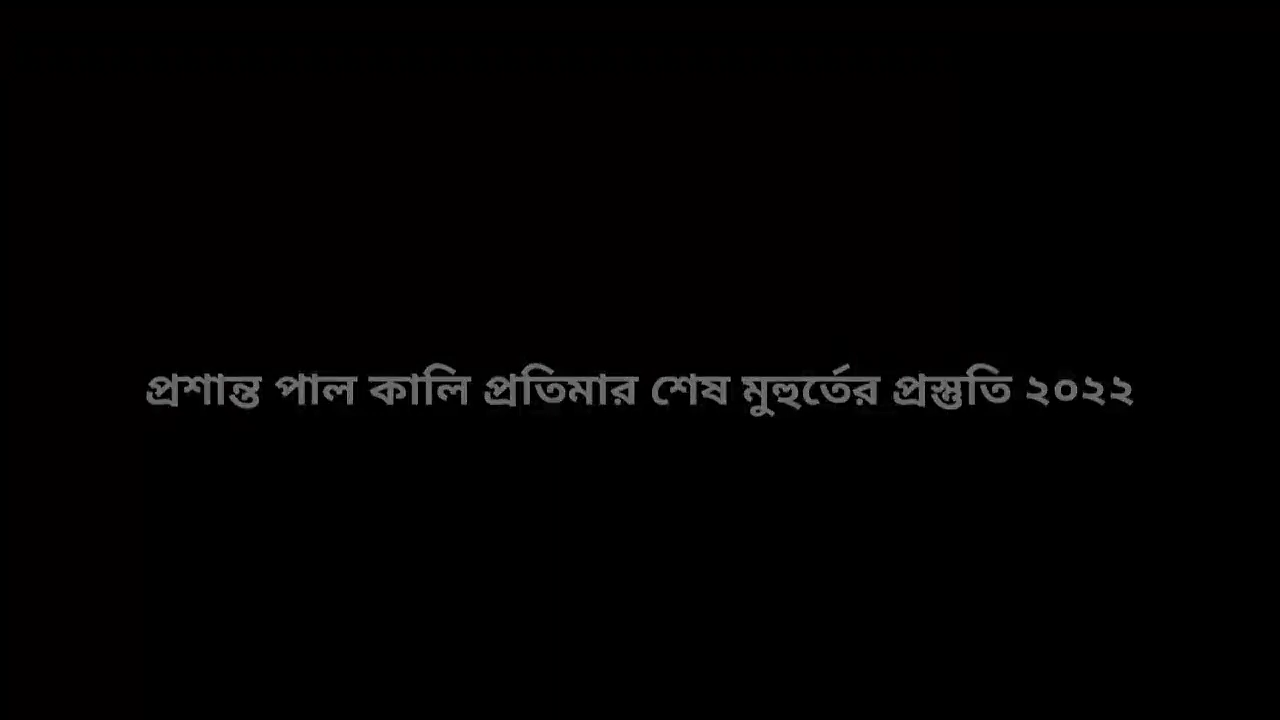 প্রশান্ত পাল কালি প্রতিমার শেষ মুহুর্তের প্রস্তুতি ২০২২